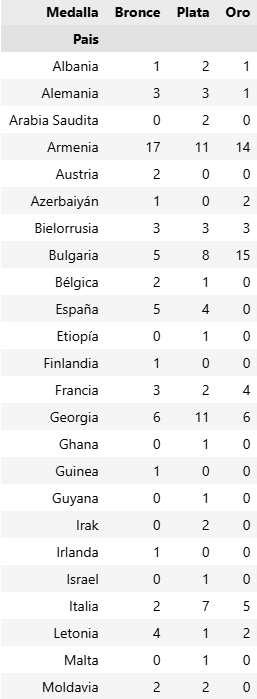 Medalla Bronce Plata Oro
Pais
Albania 1 2 1
Alemania 3 3 1
Arabia Saudita 0 2 0
Armenia 17 11 14
Austria 2 0 0
Azerbaiyán 1 0 2
Bielorrusia 3 3 3
Bulgaria 5 8 15
Bélgica 2 1 0
España 5 4 0
Etiopía 0 1 0
Finlandia 1 0 0
Francia 3 2 4
Georgia 6 11 6
Ghana 0 1 0
Guinea 1 0 0
Guyana 0 1 0
Irak 0 2 0
Irlanda 1 0 0
Israel 0 1 0
Italia 2 7 5
Letonia 4 1 2
Malta 0 1 0
Moldavia 2 2 0